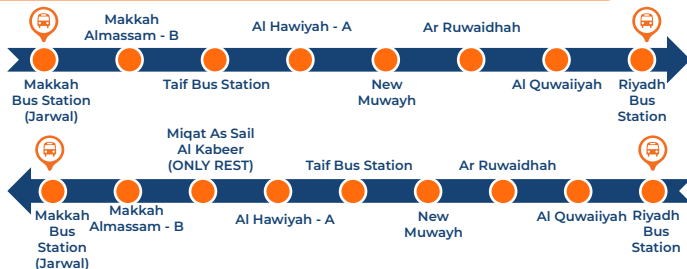 Makkah
Almassam - B
Al Hawiyah - A
Ar Ruwaidhah
Makkah
Bus Station
(Jarwal)
Taif Bus Station
New
Muwayh
Al Quwaiiyah
Riyadh
Bus
Station
Miqat As Sail
Al Kabeer
(ONLY REST)
Taif Bus Station
Ar Ruwaidhah
Makkah
Bus
Station
(Jarwal)
Makkah
Almassam - B
Al Hawiyah - A
New
Muwayh
Al Quwaiiyah
Riyadh
Bus
Station